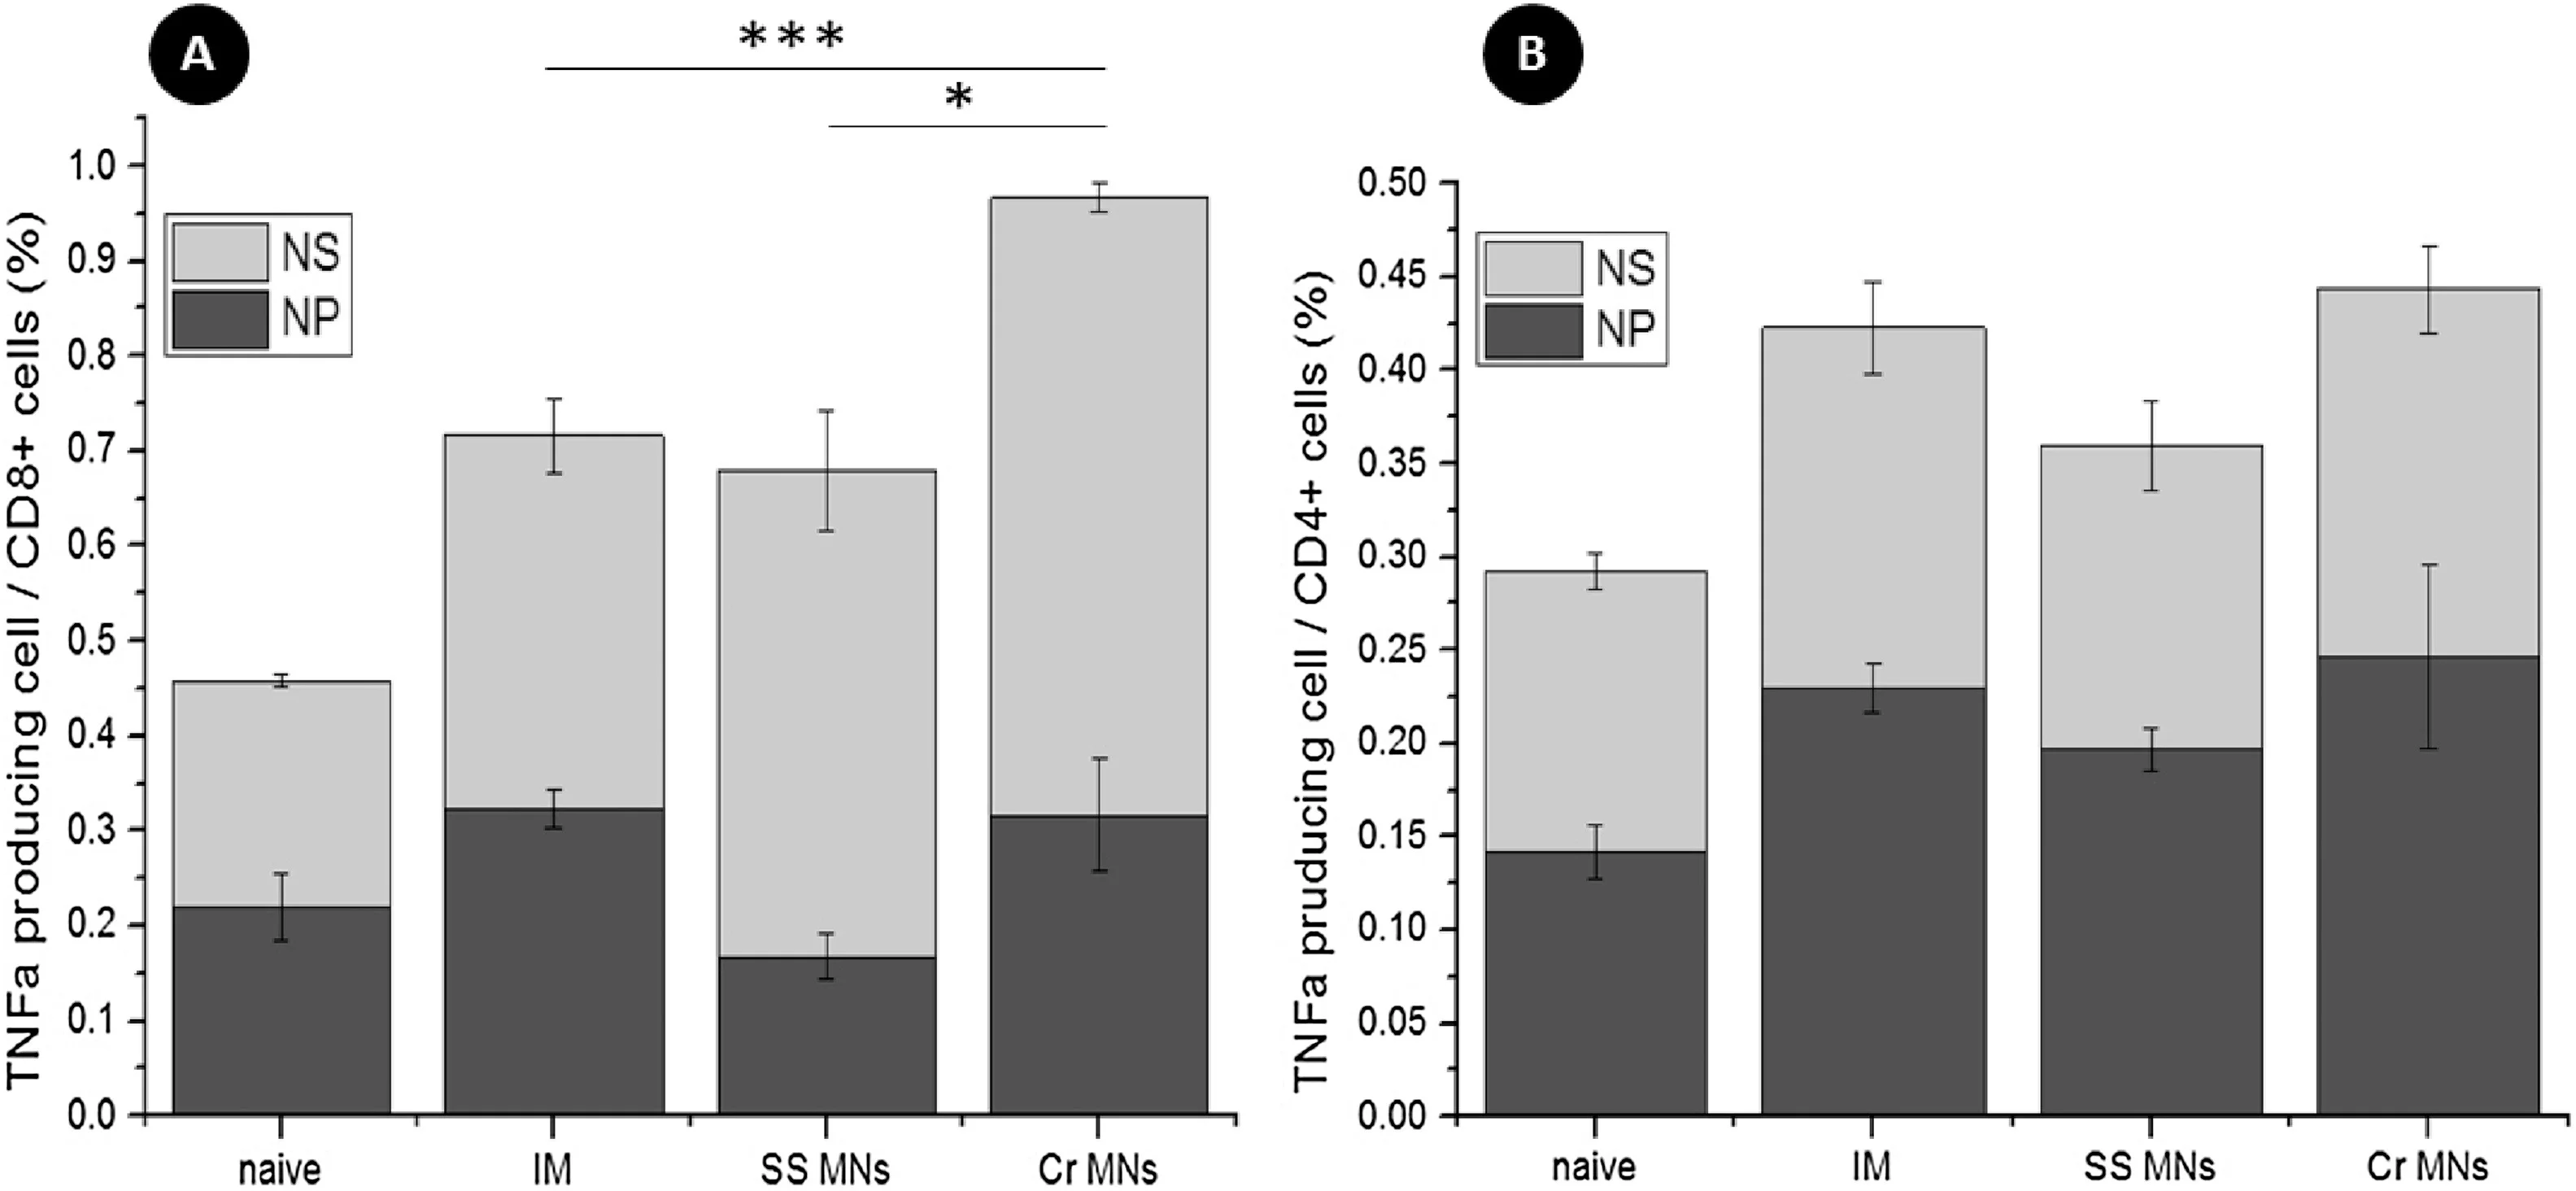 A
***
*
TNFa producing cell / CD8+ cells (%)
1.0
0.9
0.8
0.7
0.6
0.5
0.4
0.3
0.2
0.1
0.0
NS
NP
naive IM SS MNs Cr MNs
B
TNFa pruducing cell / CD4+ cells (%)
0.50
0.45
0.40
0.35
0.30
0.25
0.20
0.15
0.10
0.05
0.00
NS
NP
naive IM SS MNs Cr MNs